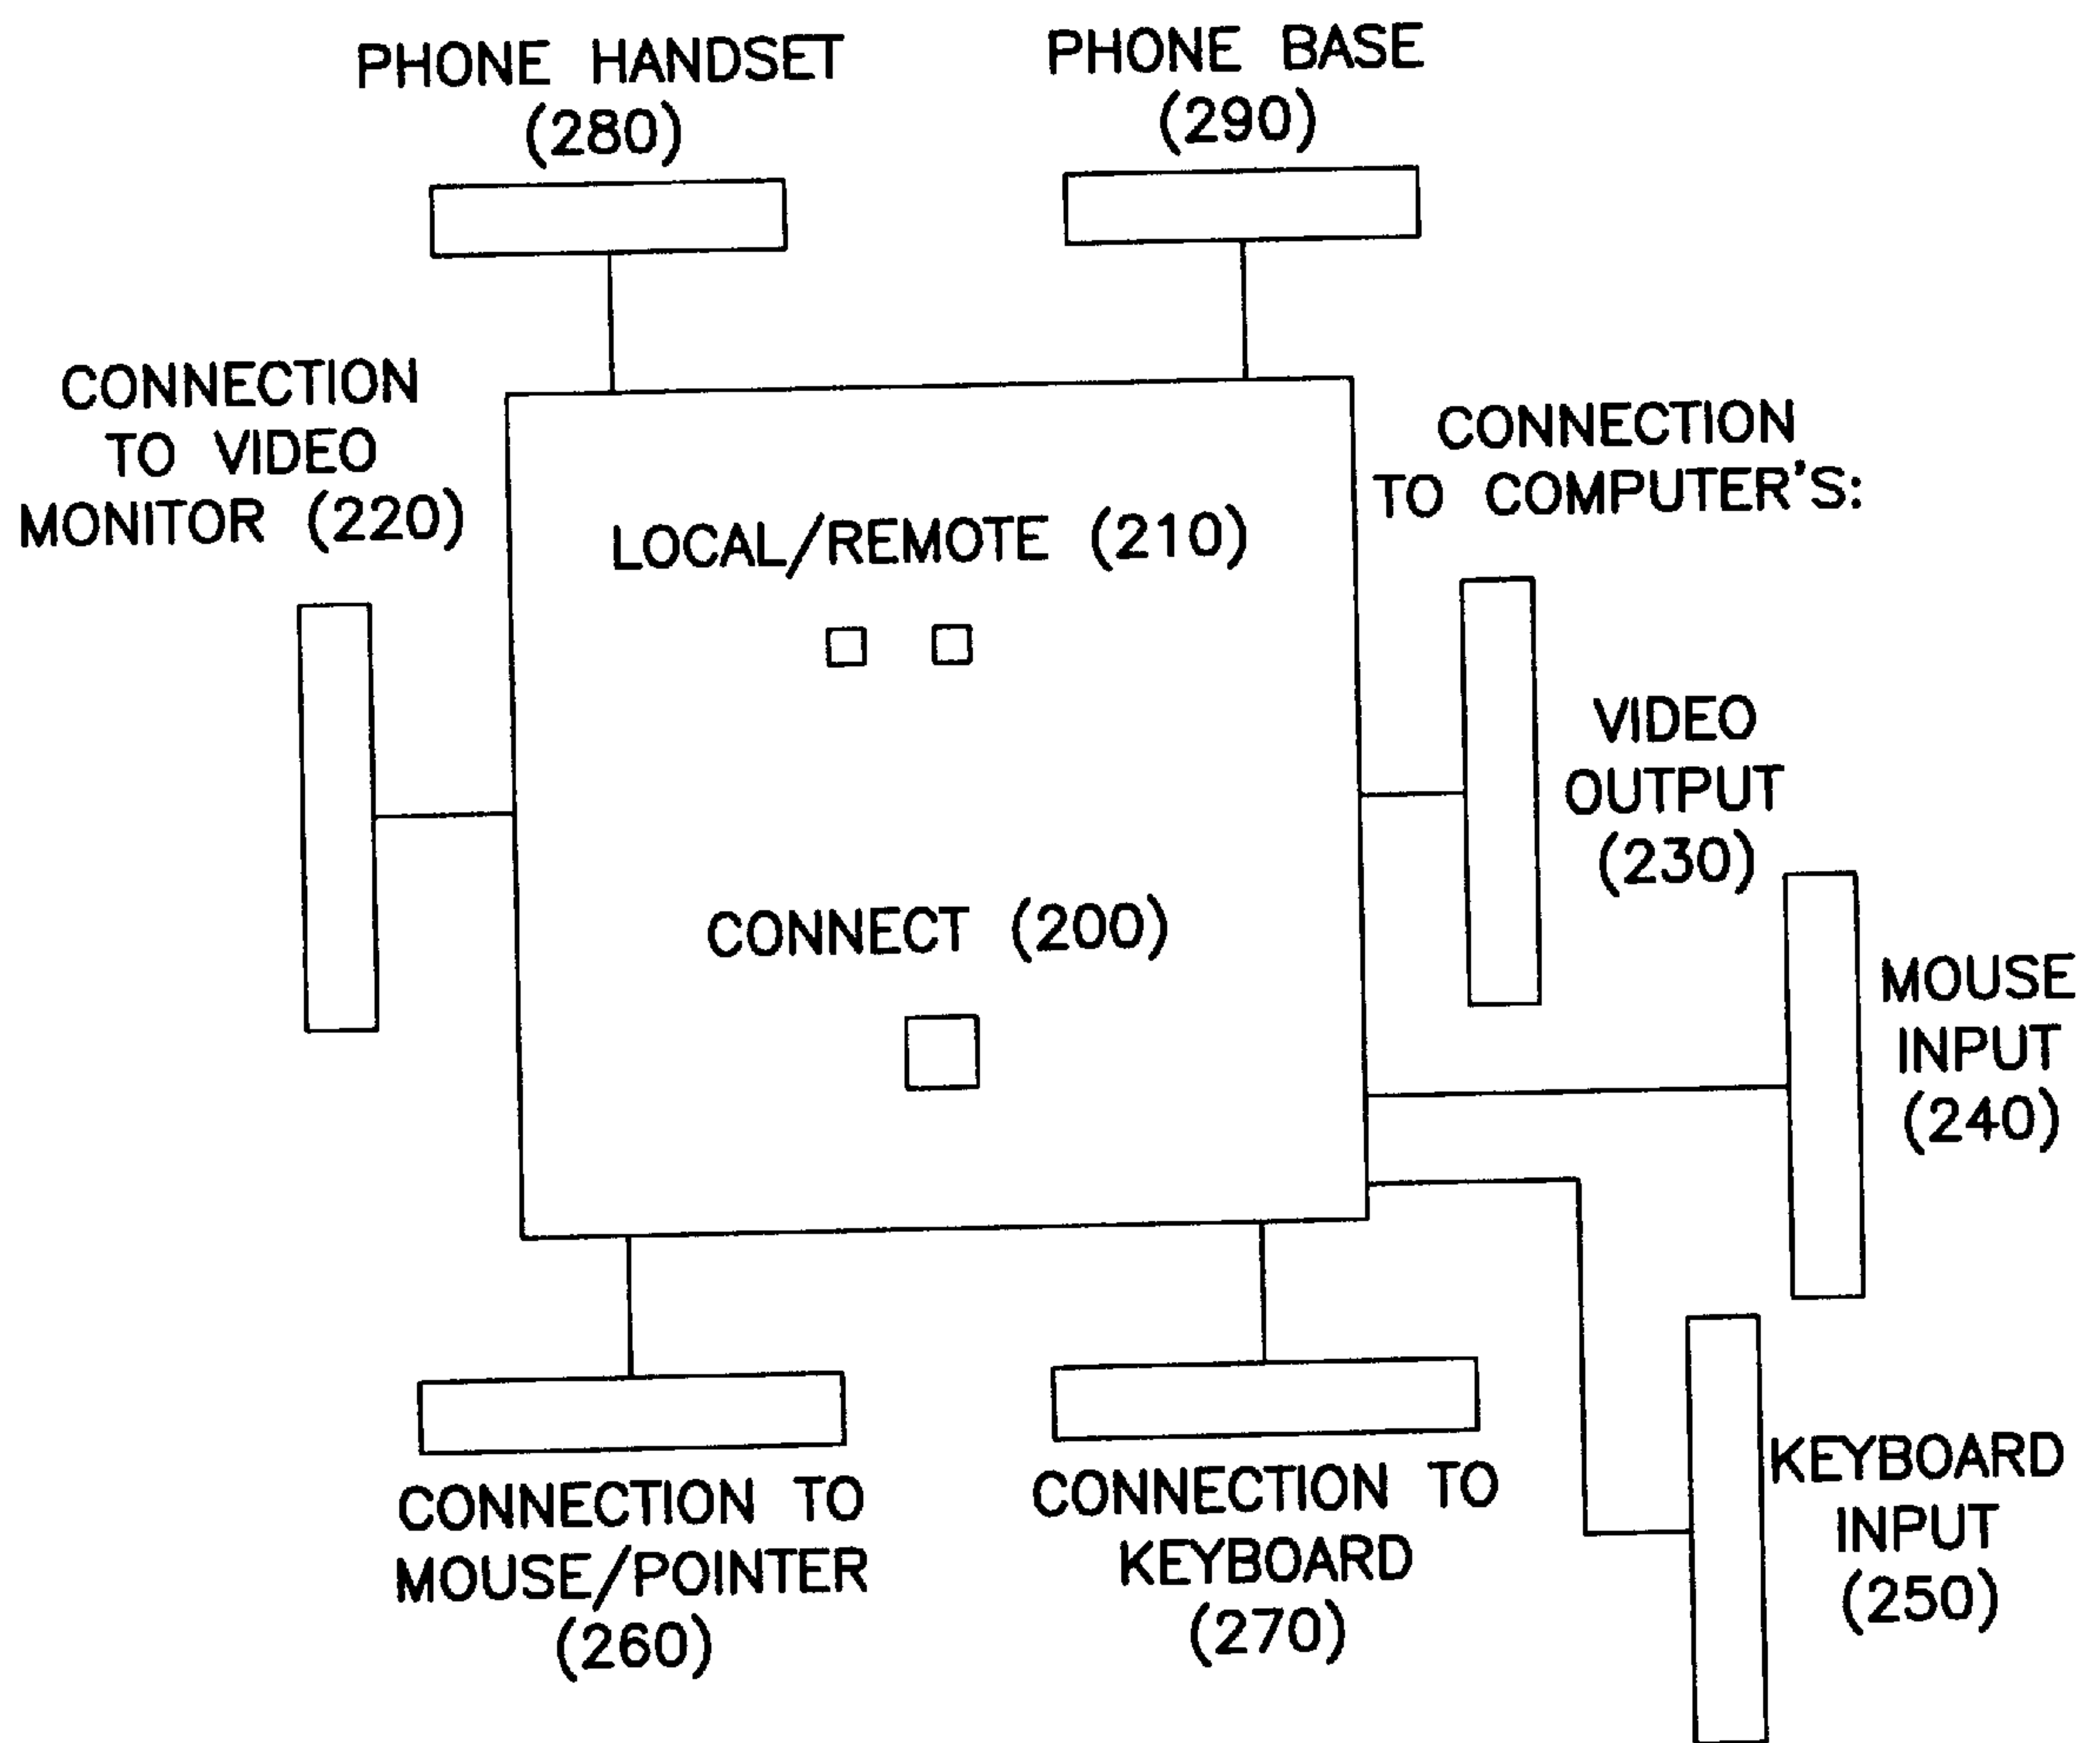 PHONE HANDSET
(280)
PHONE BASE
(290)
CONNECTION
TO VIDEO
MONITOR (220)
LOCAL/REMOTE (210)
CONNECTION
TO COMPUTER'S:
VIDEO
OUTPUT
(230)
CONNECT (200)
MOUSE
INPUT
(240)
CONNECTION TO
MOUSE/POINTER
(260)
CONNECTION TO
KEYBOARD
(270)
KEYBOARD
INPUT
(250)